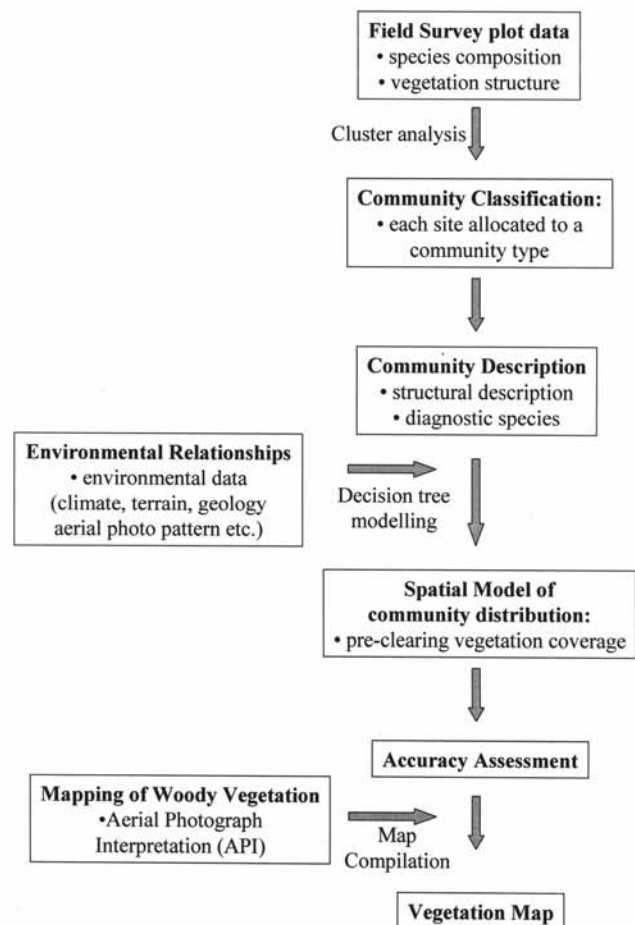 Field Survey plot data
• species composition
• vegetation structure
Cluster analysis
Community Classification:
• each site allocated to a
community type
Community Description
• structural description
• diagnostic species
Environmental Relationships
• environmental data
(climate, terrain, geology
aerial photo pattern etc.)
Decision tree
modelling
Spatial Model of
community distribution:
• pre-clearing vegetation coverage
Accuracy Assessment
Mapping of Woody Vegetation
•Aerial Photograph
Interpretation (API)
Map
Compilation
Vegetation Map